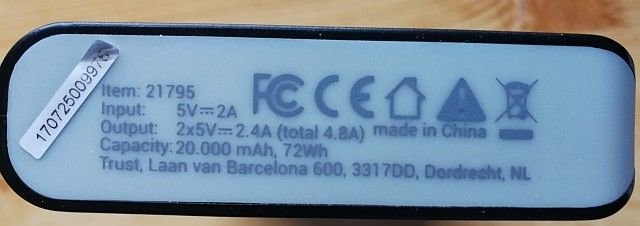 170725009976
Item: 21795
Input: 5V⎓2A
Output: 2x5V⎓2.4A (total 4.8A) made in China
Capacity: 20.000 mAh, 72Wh
Trust, Laan van Barcelona 600, 3317DD, Dordrecht, NL
FC CE